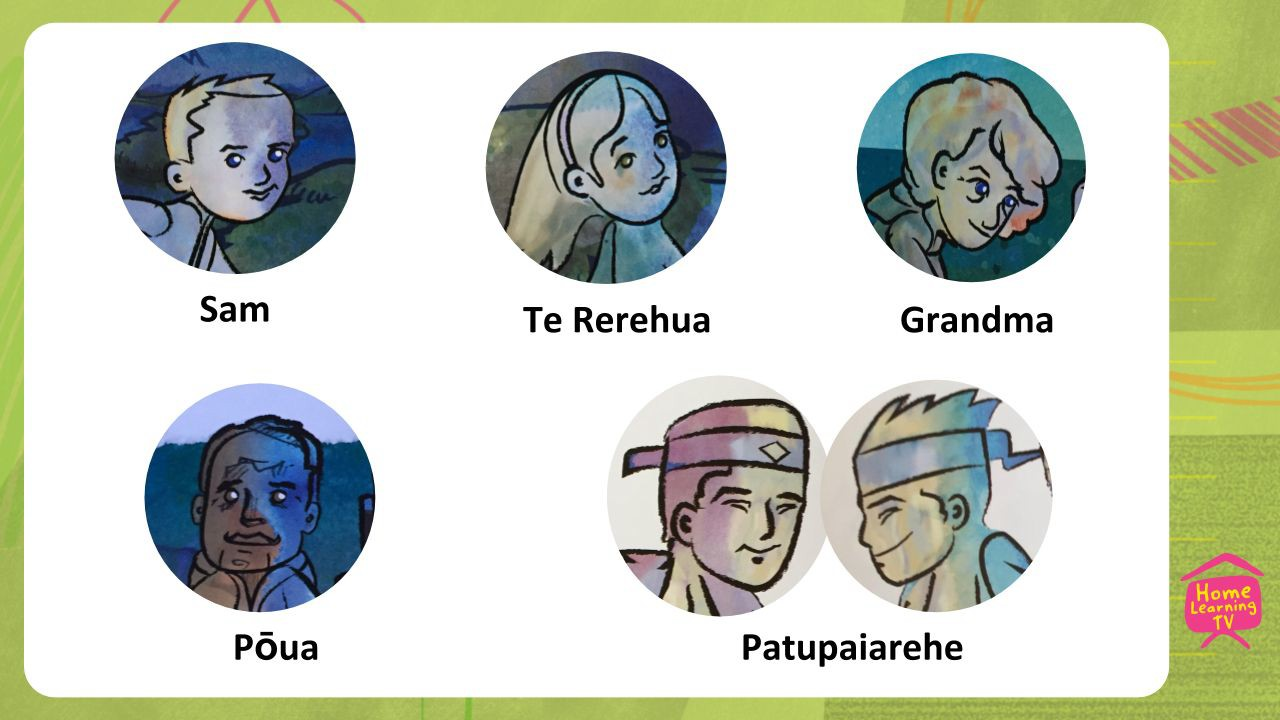 Sam
Te Rerehua
Grandma
Pōua
Patupaiarehe
Home
Learning
TV